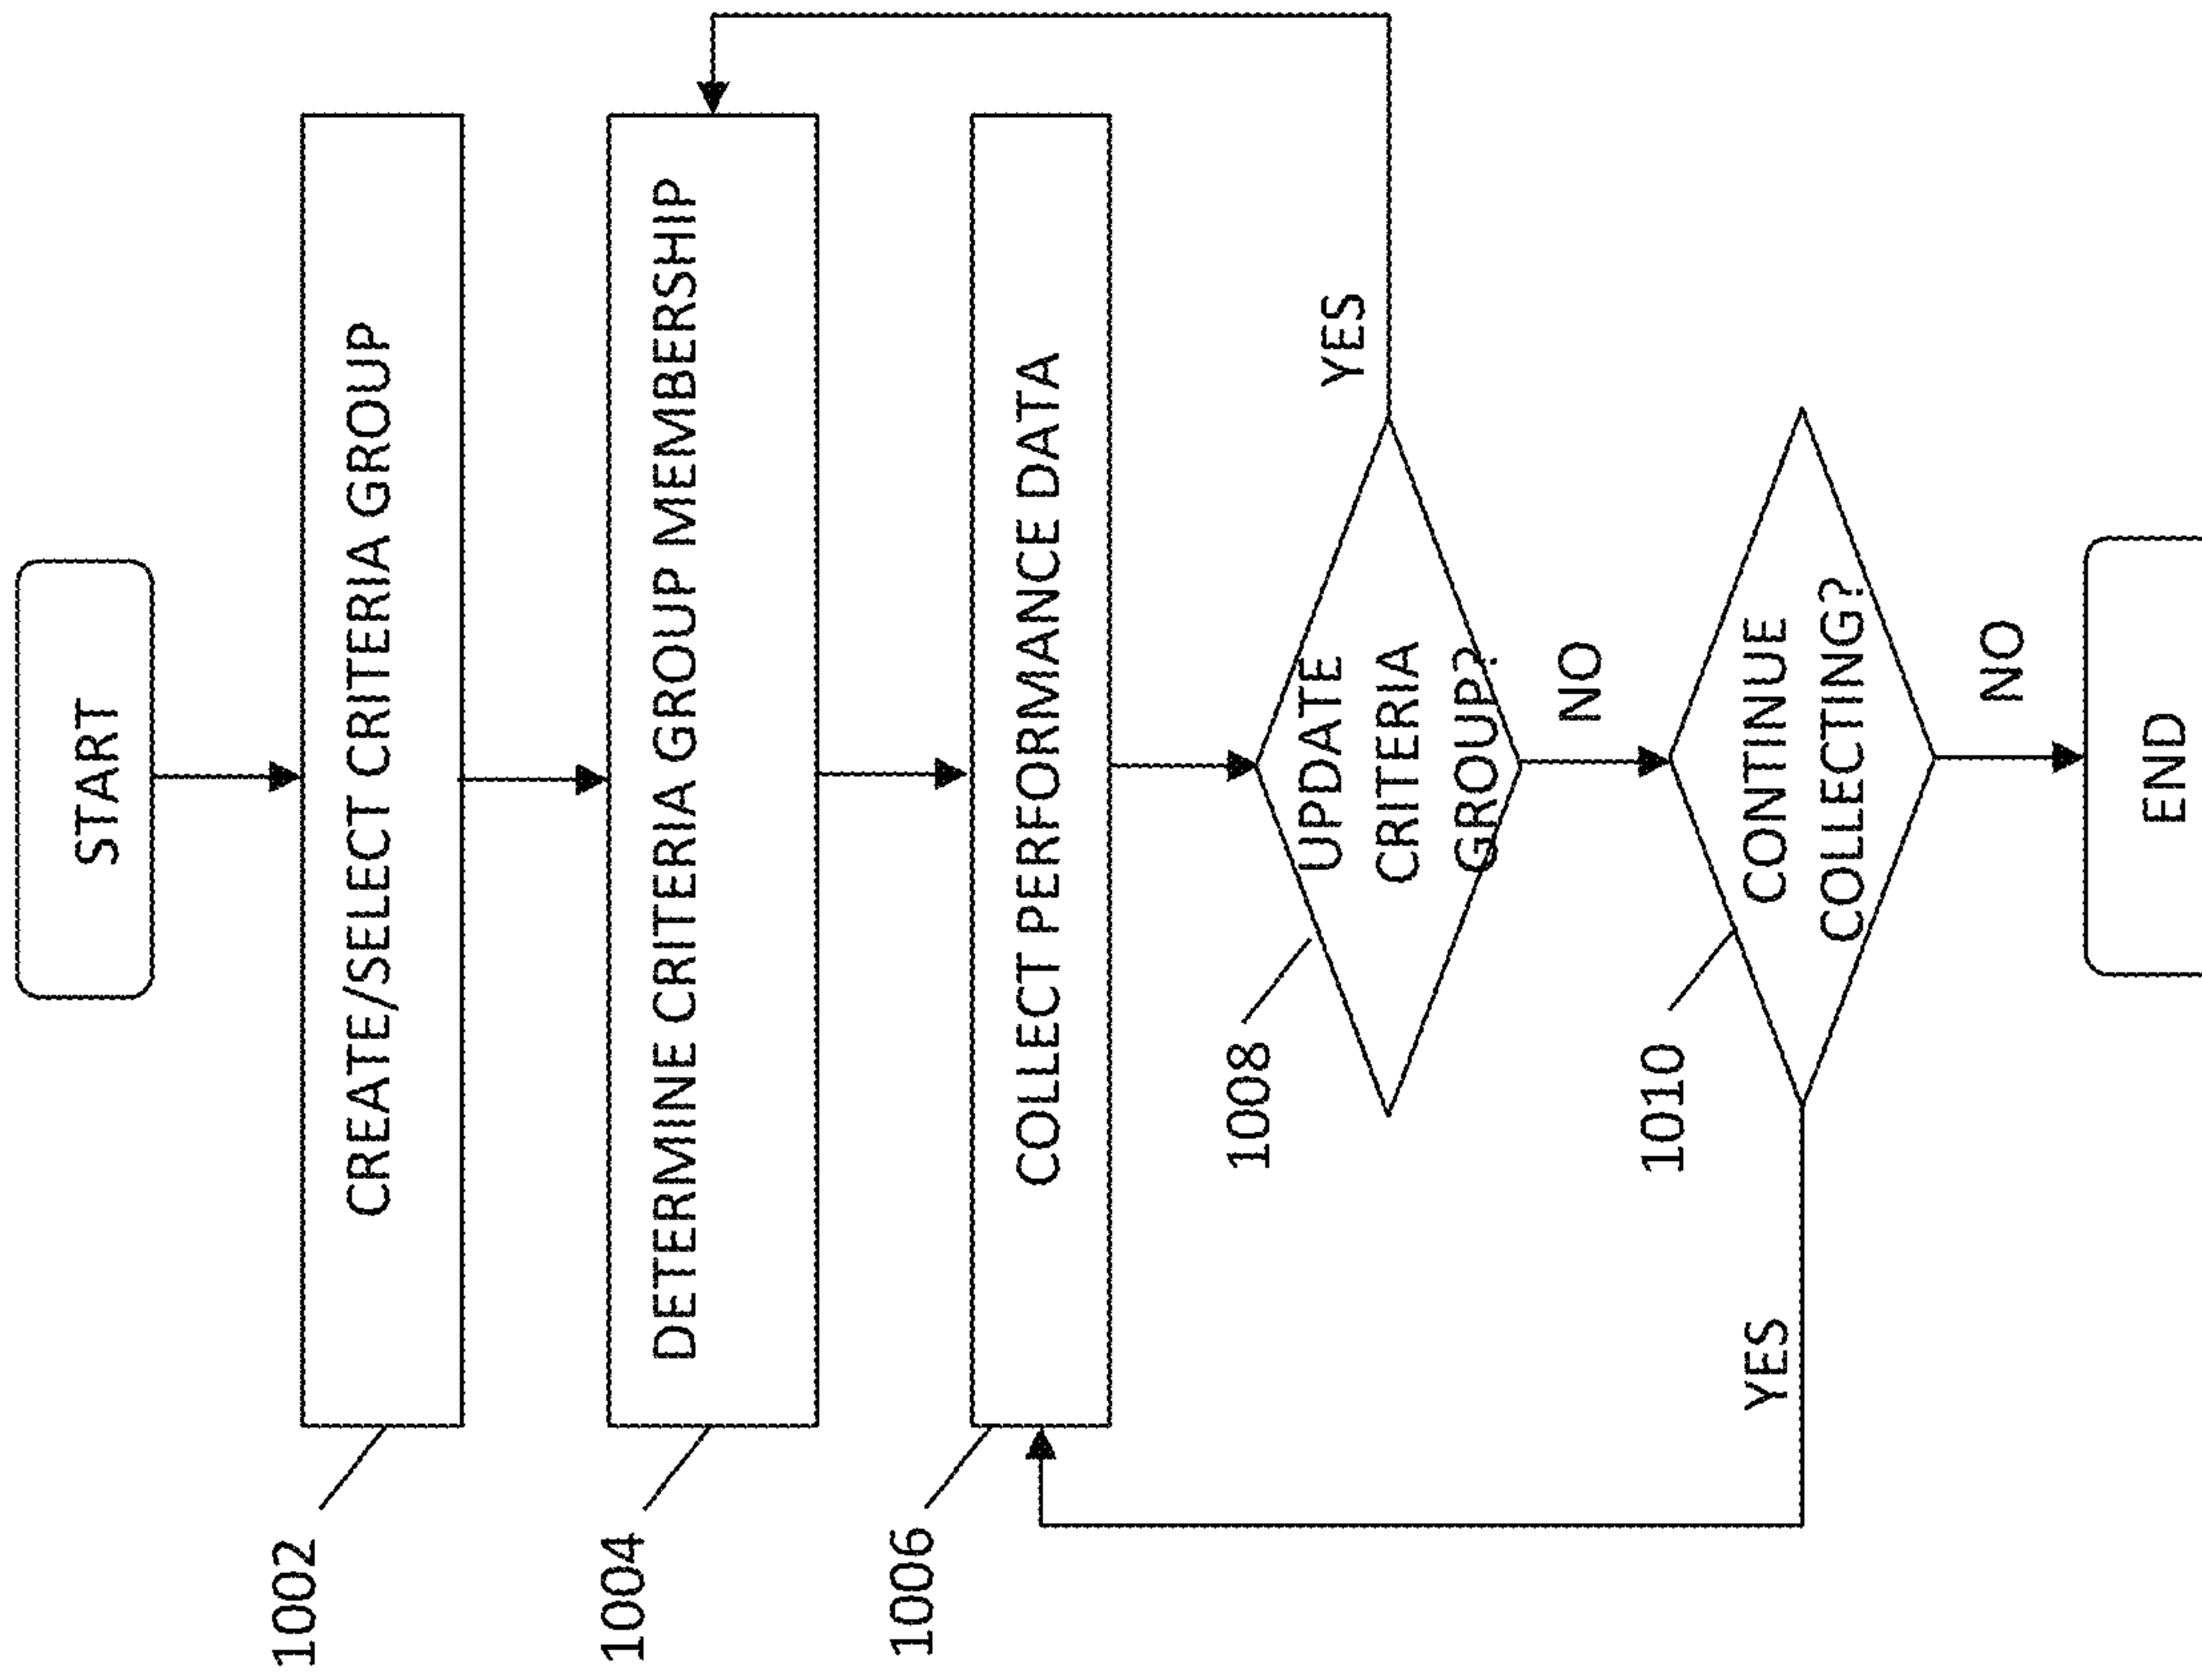 START
1002
CREATE/SELECT CRITERIA GROUP
1004
DETERMINE CRITERIA GROUP MEMBERSHIP
1006
COLLECT PERFORMANCE DATA
1008
UPDATE
CRITERIA
GROUP?
YES
NO
1010
CONTINUE
COLLECTING?
YES
NO
END